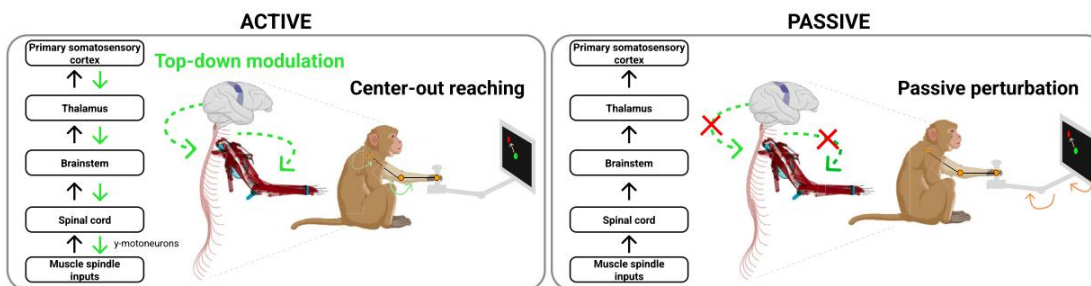 ACTIVE
Primary somatosensory
cortex
Thalamus
Brainstem
Spinal cord
y-motoneurons
Muscle spindle
inputs
Top-down modulation
Center-out reaching
PASSIVE
Primary somatosensory
cortex
Thalamus
Brainstem
Spinal cord
Muscle spindle
inputs
Passive perturbation